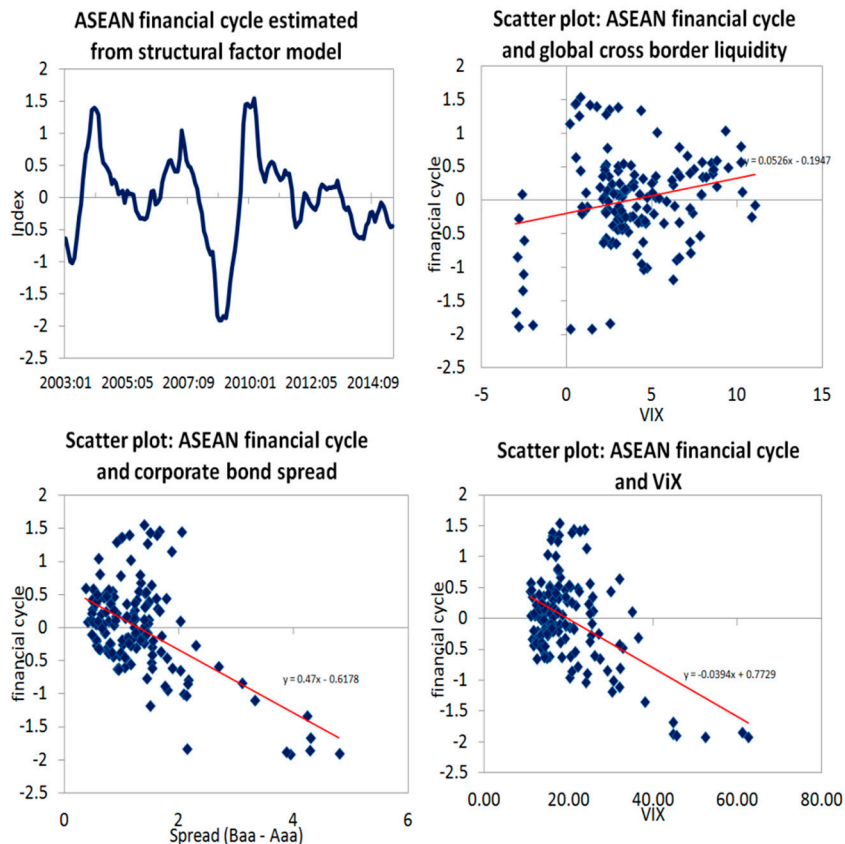 ASEAN financial cycle estimated
from structural factor model
2
1.5
1
0.5
0
-0.5
-1
-1.5
-2
-2.5
Index
2003:01 2005:05 2007:09 2010:01 2012:05 2014:09
Scatter plot: ASEAN financial cycle
and global cross border liquidity
2
1.5
1
0.5
0
-0.5
-1
-1.5
-2
-2.5
financial cycle
y = 0.0526x - 0.1947
-5 0 5 10 15
VIX
Scatter plot: ASEAN financial cycle
and corporate bond spread
2
1.5
1
0.5
0
-0.5
-1
-1.5
-2
-2.5
financial cycle
y = 0.47x - 0.6178
0 2 4 6
Spread (Baa - Aaa)
Scatter plot: ASEAN financial cycle
and ViX
2
1.5
1
0.5
0
-0.5
-1
-1.5
-2
-2.5
financial cycle
y = -0.0394x + 0.7729
0.00 20.00 40.00 60.00 80.00
VIX